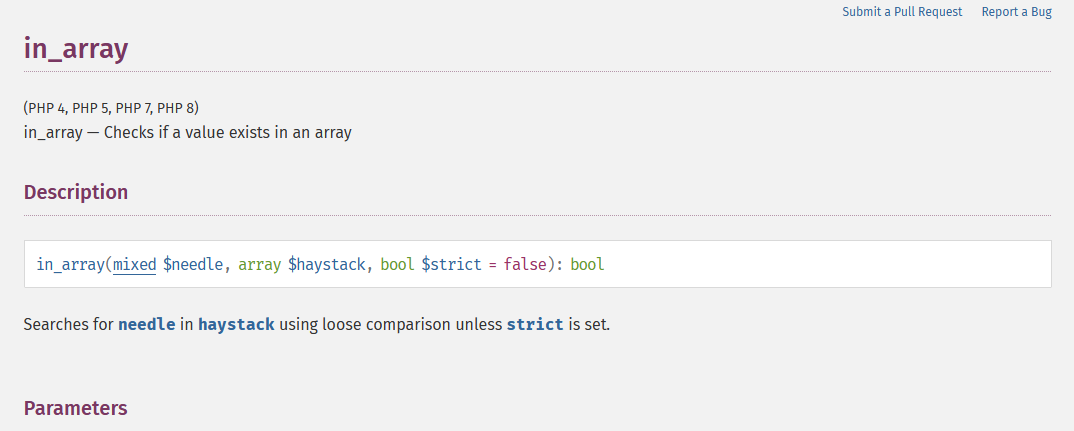 Submit a Pull Request Report a Bug
in_array
(PHP 4, PHP 5, PHP 7, PHP 8)
in_array — Checks if a value exists in an array
Description
in_array(mixed $needle, array $haystack, bool $strict = false): bool
Searches for needle in haystack using loose comparison unless strict is set.
Parameters